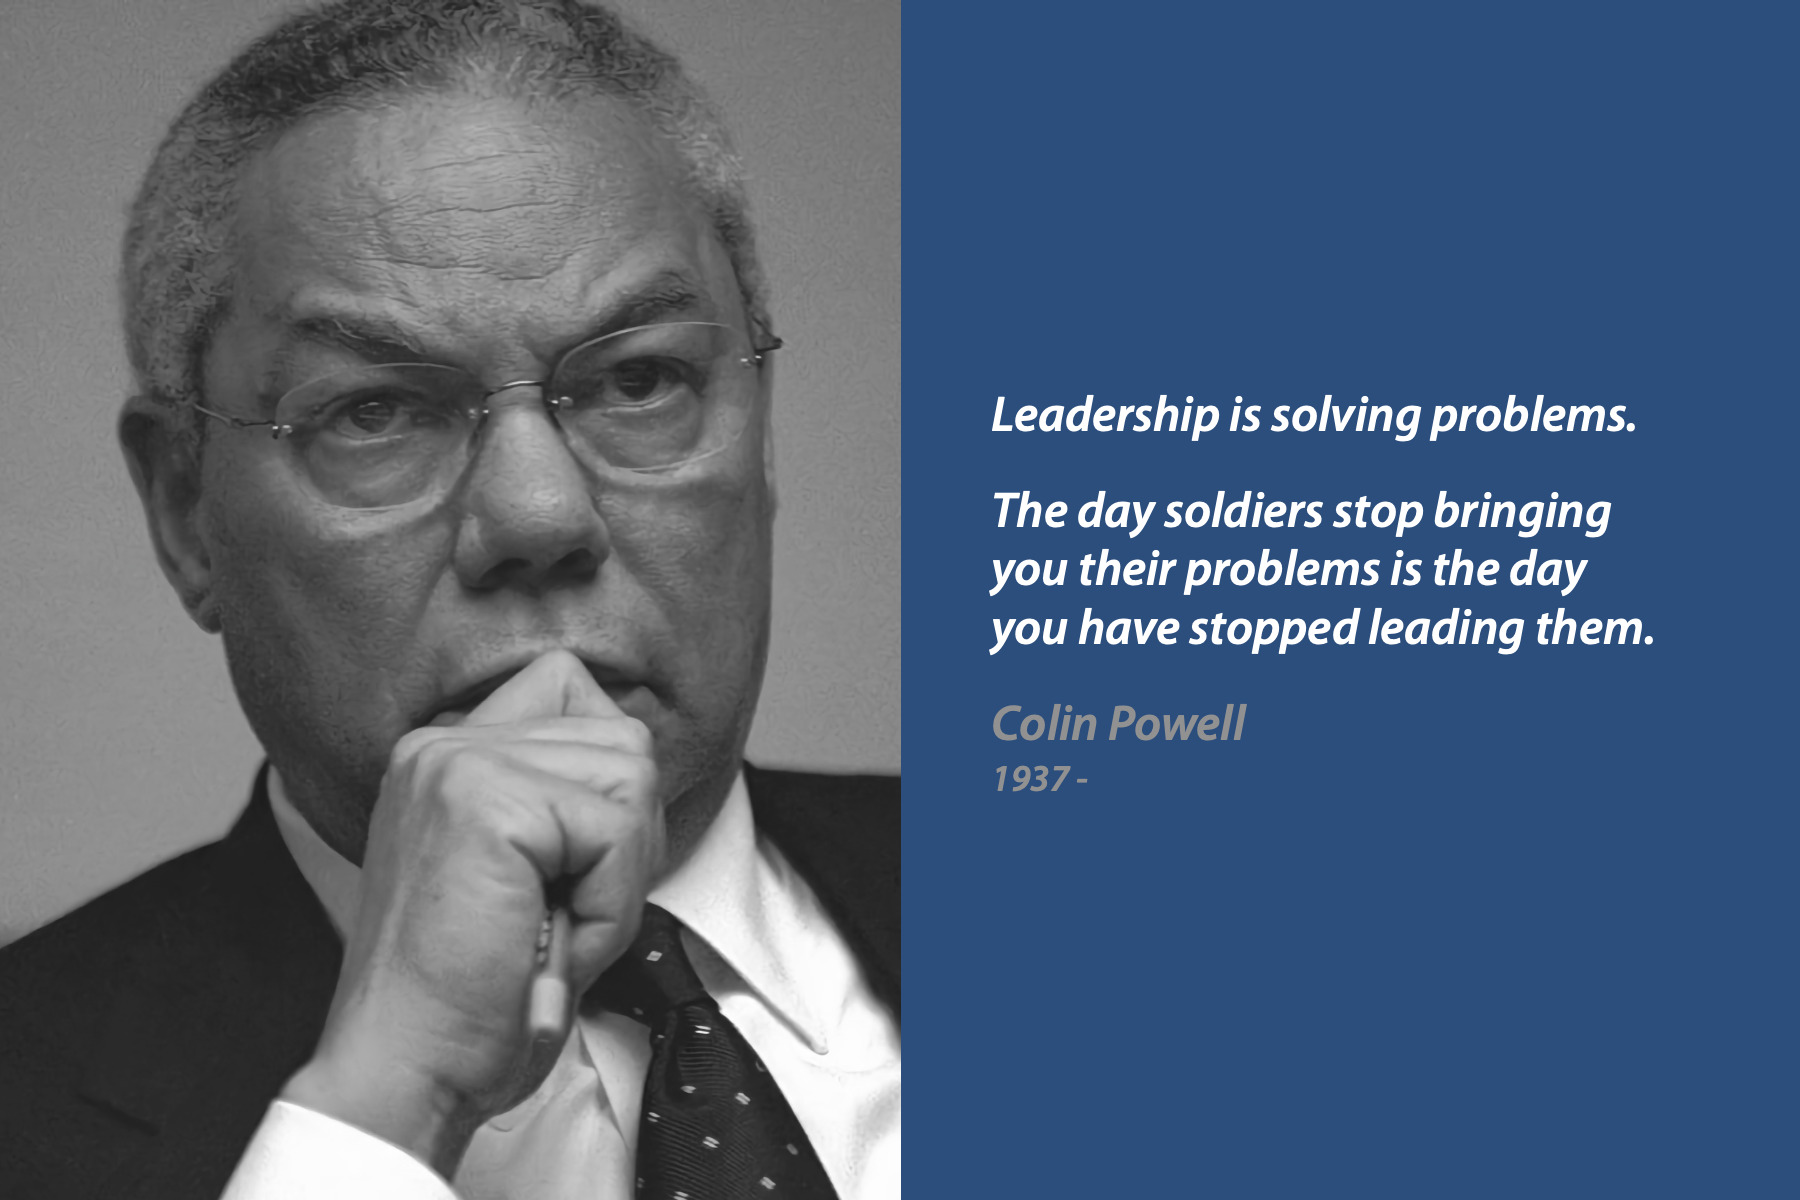 Leadership is solving problems.
The day soldiers stop bringing
you their problems is the day
you have stopped leading them.
Colin Powell
1937 -